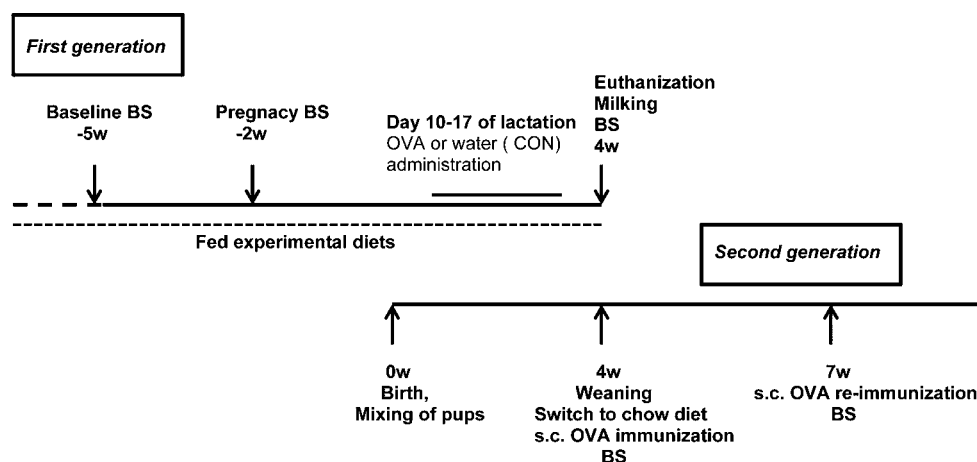 First generation
Baseline BS
-5w
Pregnacy BS
-2w
Day 10-17 of lactation
OVA or water ( CON)
administration
Euthanization
Milking
BS
4w
Fed experimental diets
Second generation
0w
Birth,
Mixing of pups
4w
Weaning
Switch to chow diet
s.c. OVA immunization
BS
7w
s.c. OVA re-immunization
BS